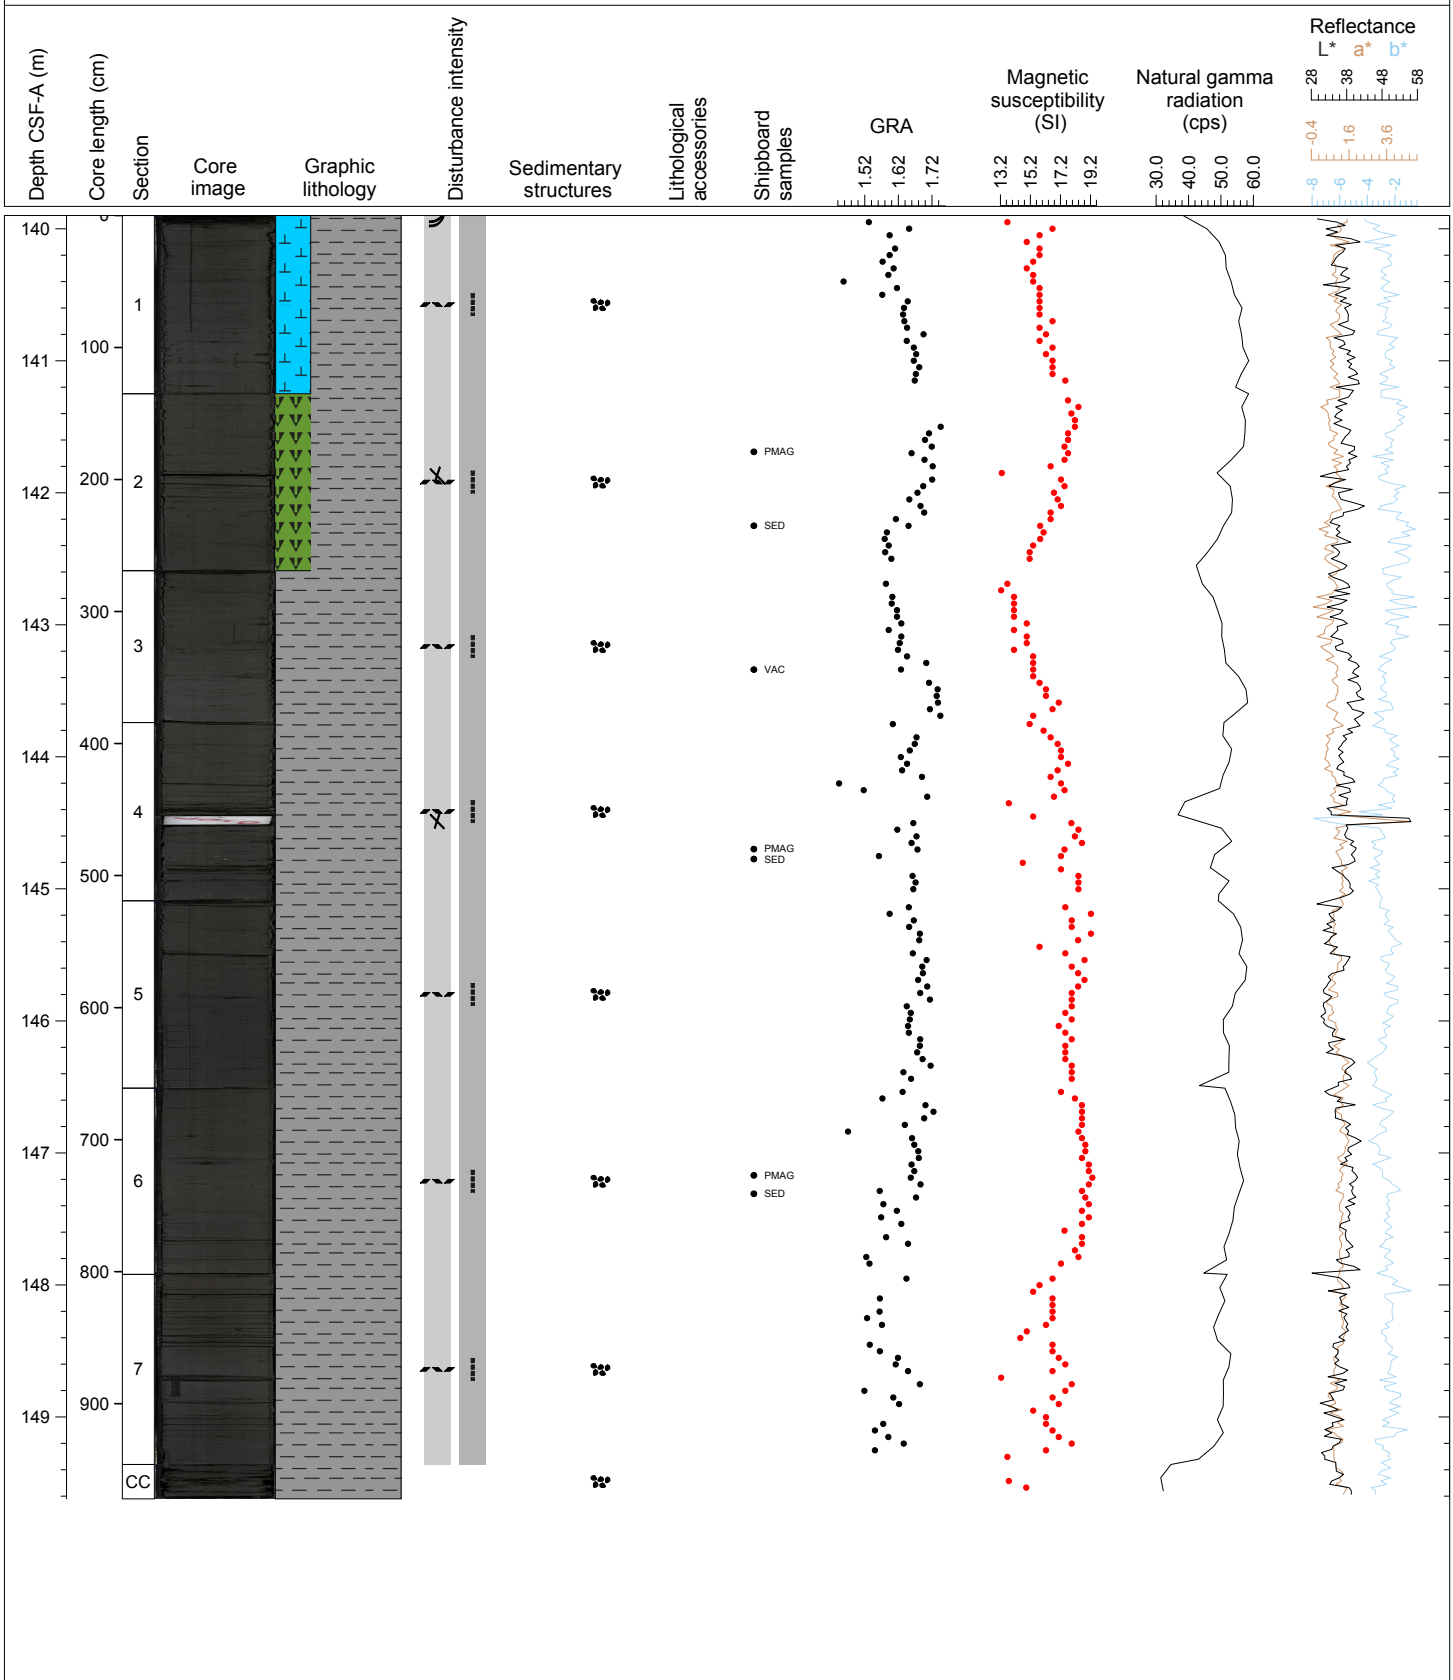 Depth CSF-A (m)
Core length (cm)
Section
Core
image
Graphic
lithology
Disturbance intensity
Sedimentary
structures
Lithological
accessories
Shipboard
samples
GRA
1.52 1.62 1.72
Magnetic
susceptibility
(SI)
13.2 15.2 17.2 19.2
Natural gamma
radiation
(cps)
30.0 40.0 50.0 60.0
Reflectance
L* a* b*
28 38 48 58
-0.4 1.6 3.6
-8 -6 -4 -2
140
0
1
100
141
PMAG
200
2
142
SED
300
143
3
VAC
400
144
4
PMAG
SED
500
145
5
600
146
700
147
PMAG
6
SED
800
148
7
900
149
CC